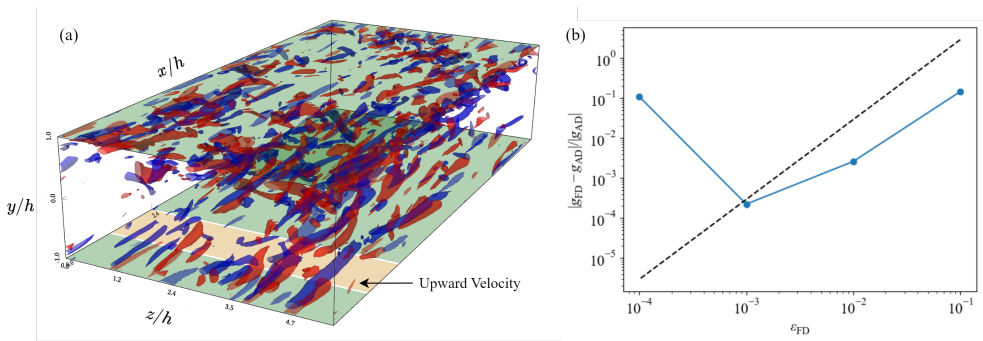 (a)
x/h
1.0
0.0
-1.0
y/h
1.2
2.4
3.5
4.7
z/h
Upward Velocity
(b)
|g_FD − g_AD|/|g_AD|
10^0
10^−1
10^−2
10^−3
10^−4
10^−5
10^−4
10^−3
10^−2
10^−1
ε_FD